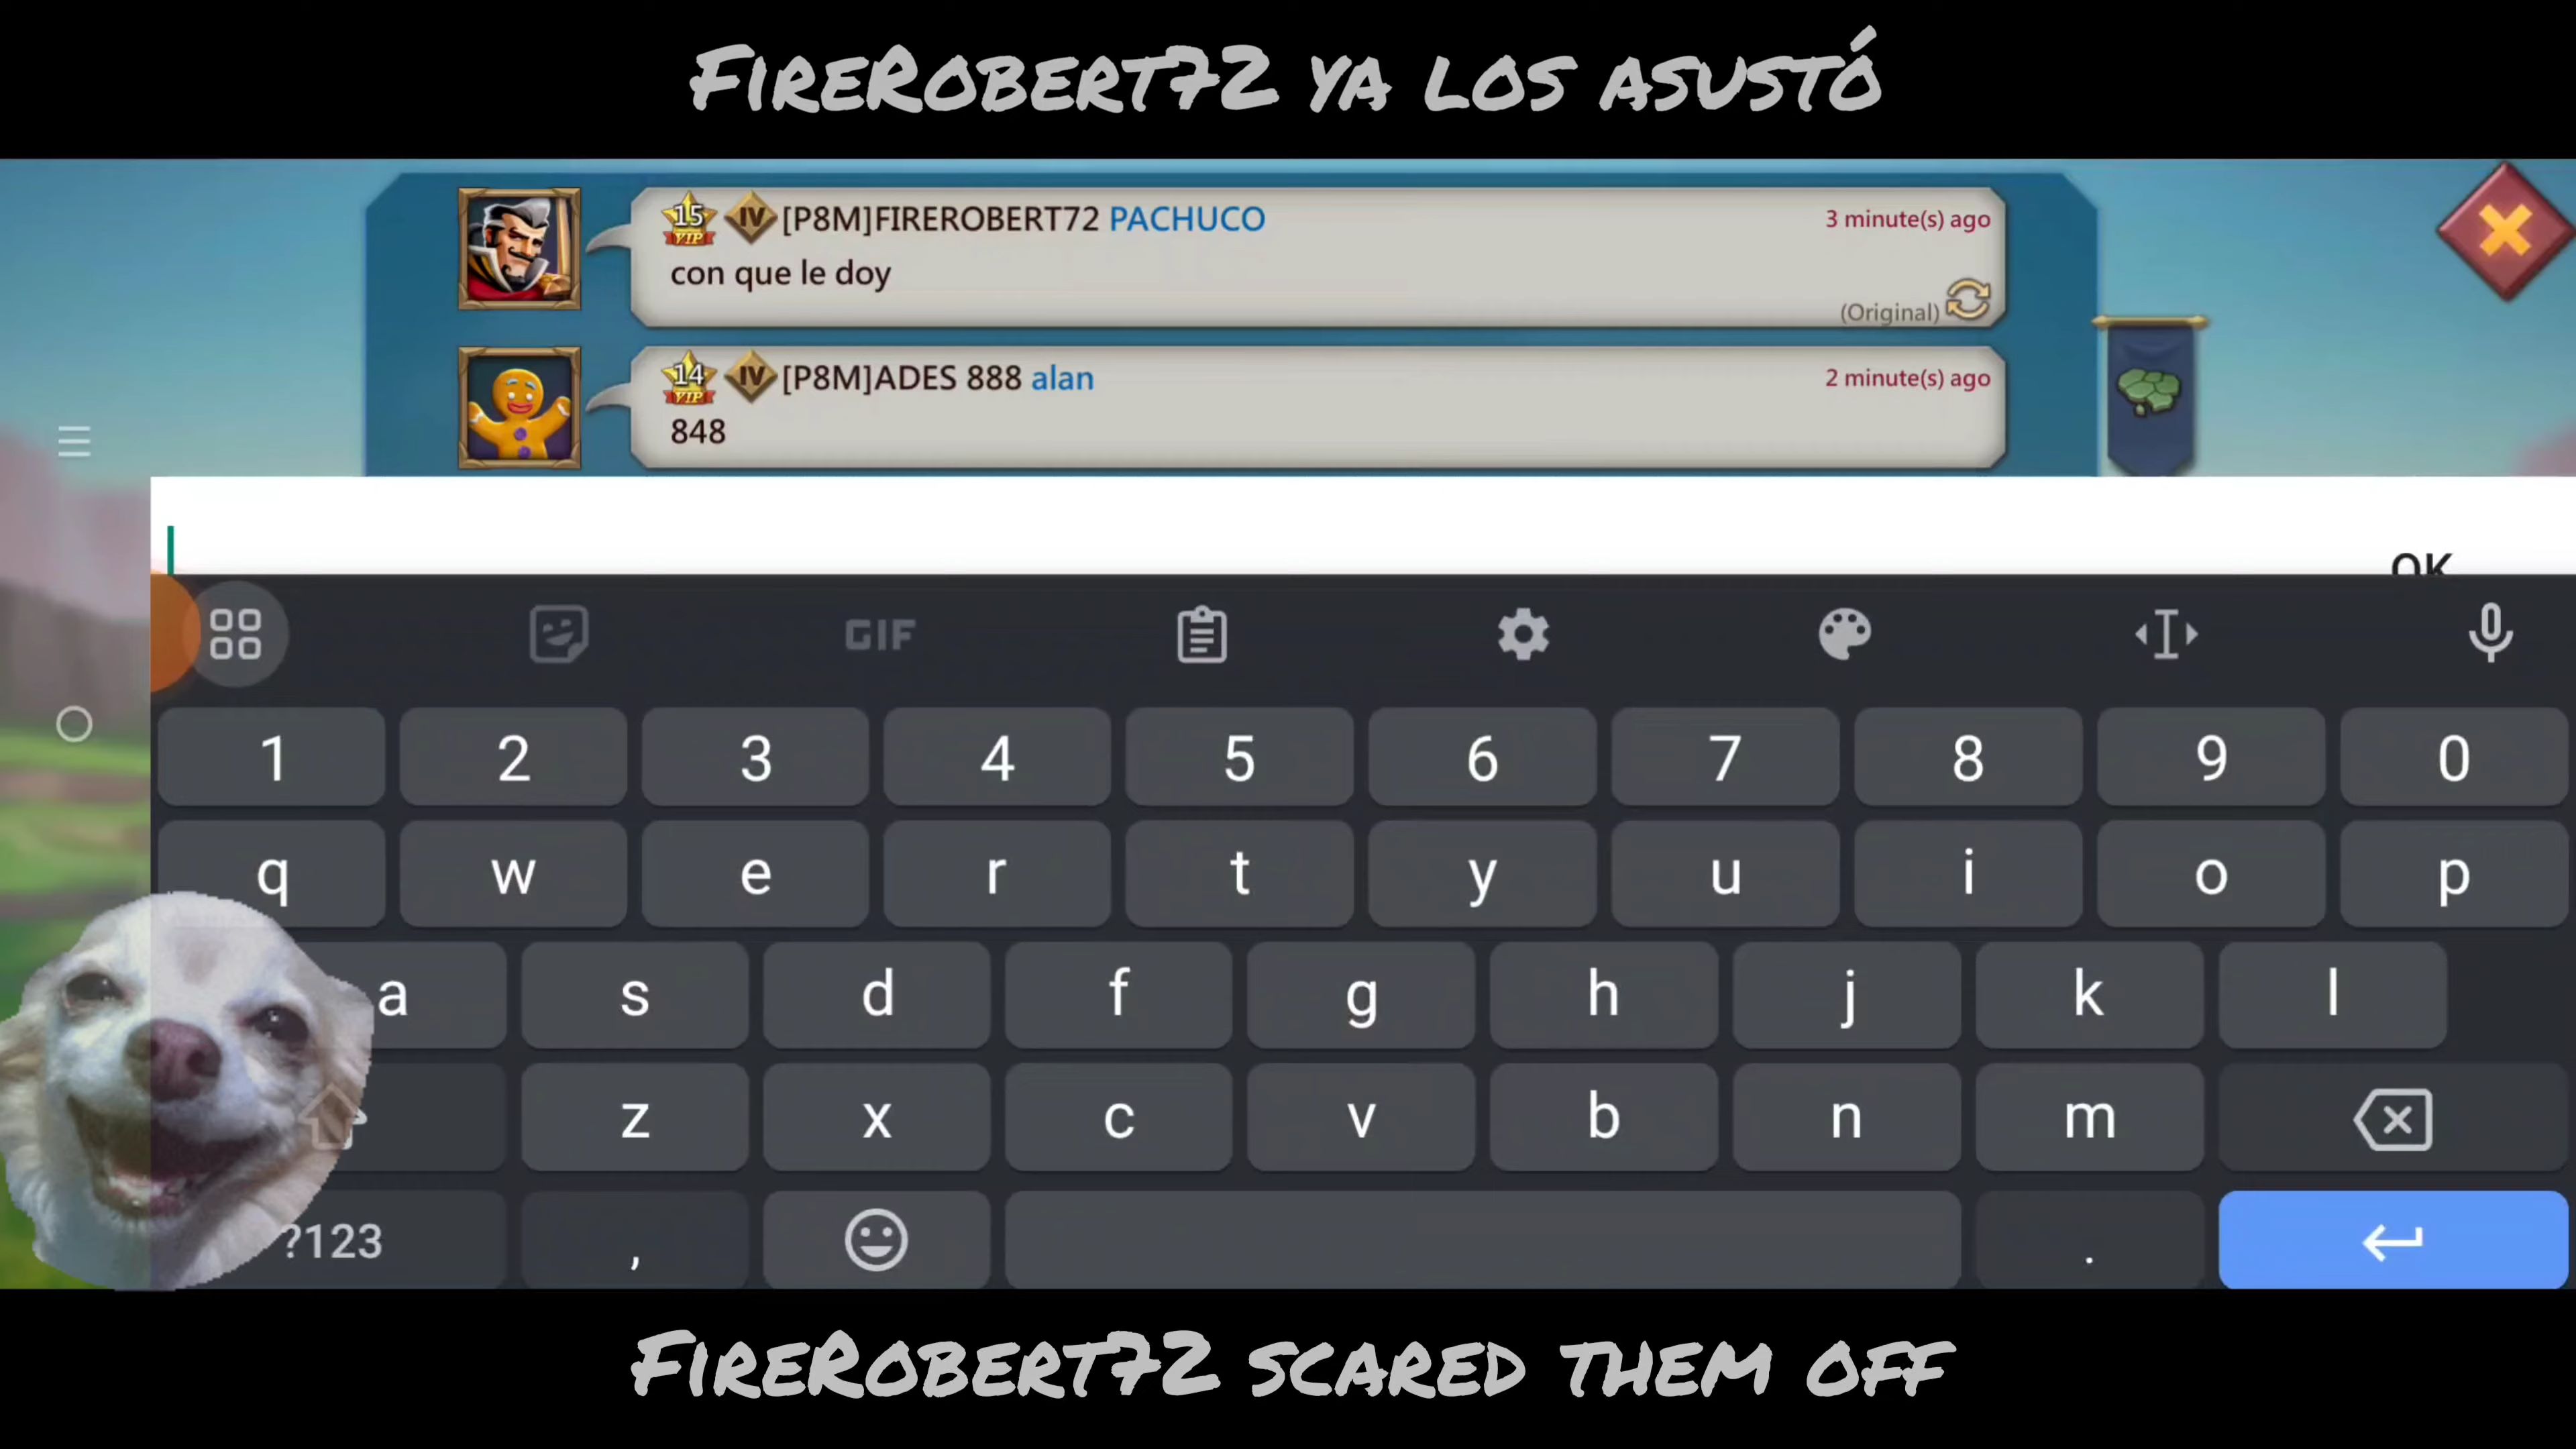 FireRobert72 ya los asustó
15 VIP IV [P8M]FIREROBERT72 PACHUCO 3 minute(s) ago
con que le doy
(Original)
14 VIP IV [P8M]ADES 888 alan 2 minute(s) ago
848
OK
GIF
1 2 3 4 5 6 7 8 9 0
q w e r t y u i o p
a s d f g h j k l
z x c v b n m
?123 , .
FireRobert72 scared them off